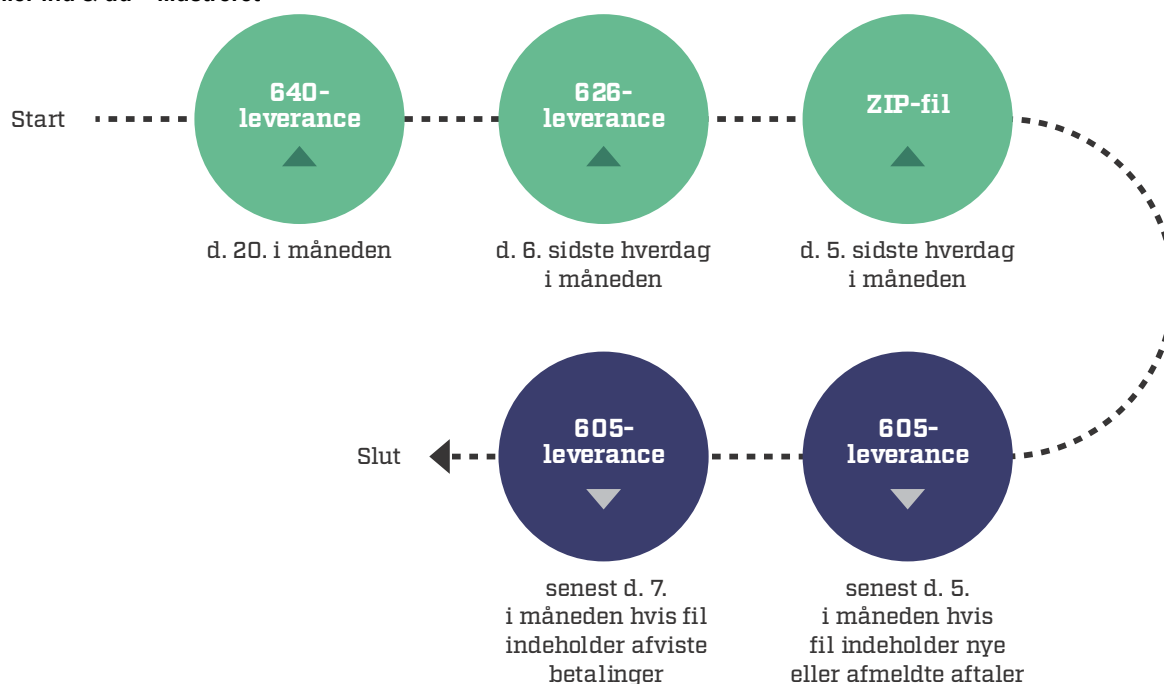 Start
640-
leverance
626-
leverance
ZIP-fil
d. 20. i måneden
d. 6. sidste hverdag
i måneden
d. 5. sidste hverdag
i måneden
Slut
605-
leverance
605-
leverance
senest d. 7.
i måneden hvis fil
indeholder afviste
betalinger
senest d. 5.
i måneden hvis
fil indeholder nye
eller afmeldte aftaler